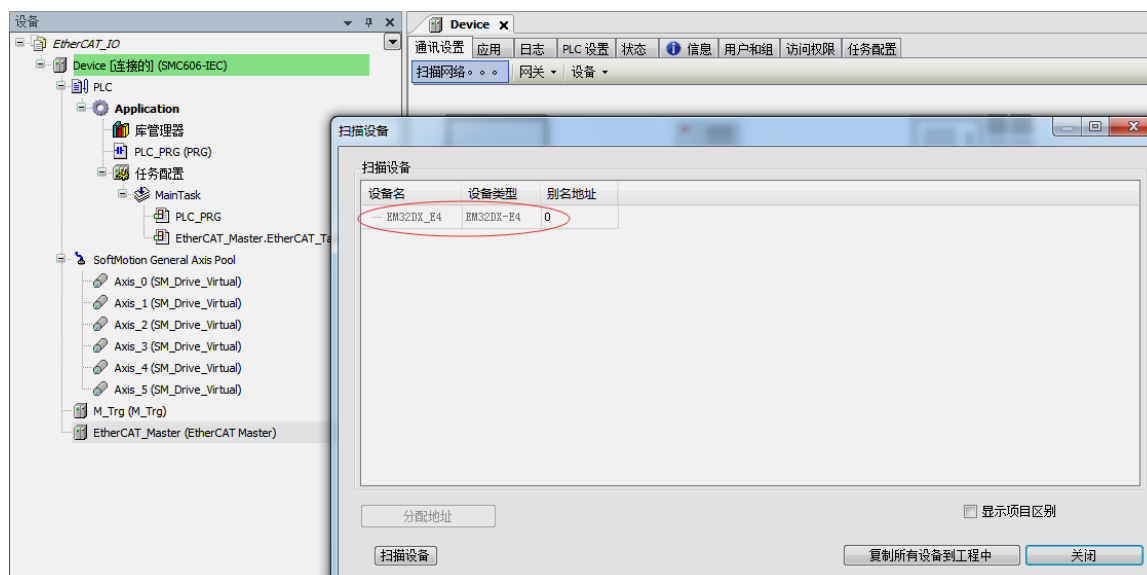 设备
EtherCAT_IO
Device [连接的] (SMC606-IEC)
PLC
Application
库管理器
PLC_PRG (PRG)
任务配置
MainTask
PLC_PRG
EtherCAT_Master.EtherCAT_Ta
SoftMotion General Axis Pool
Axis_0 (SM_Drive_Virtual)
Axis_1 (SM_Drive_Virtual)
Axis_2 (SM_Drive_Virtual)
Axis_3 (SM_Drive_Virtual)
Axis_4 (SM_Drive_Virtual)
Axis_5 (SM_Drive_Virtual)
M_Trg (M_Trg)
EtherCAT_Master (EtherCAT Master)
Device
通讯设置 应用 日志 PLC 设置 状态 信息 用户和组 访问权限 任务配置
扫描网络。。。 网关 设备
扫描设备
扫描设备
设备名 设备类型 别名地址
EM32DX_E4 EM32DX-E4 0
分配地址
显示项目区别
扫描设备
复制所有设备到工程中 关闭